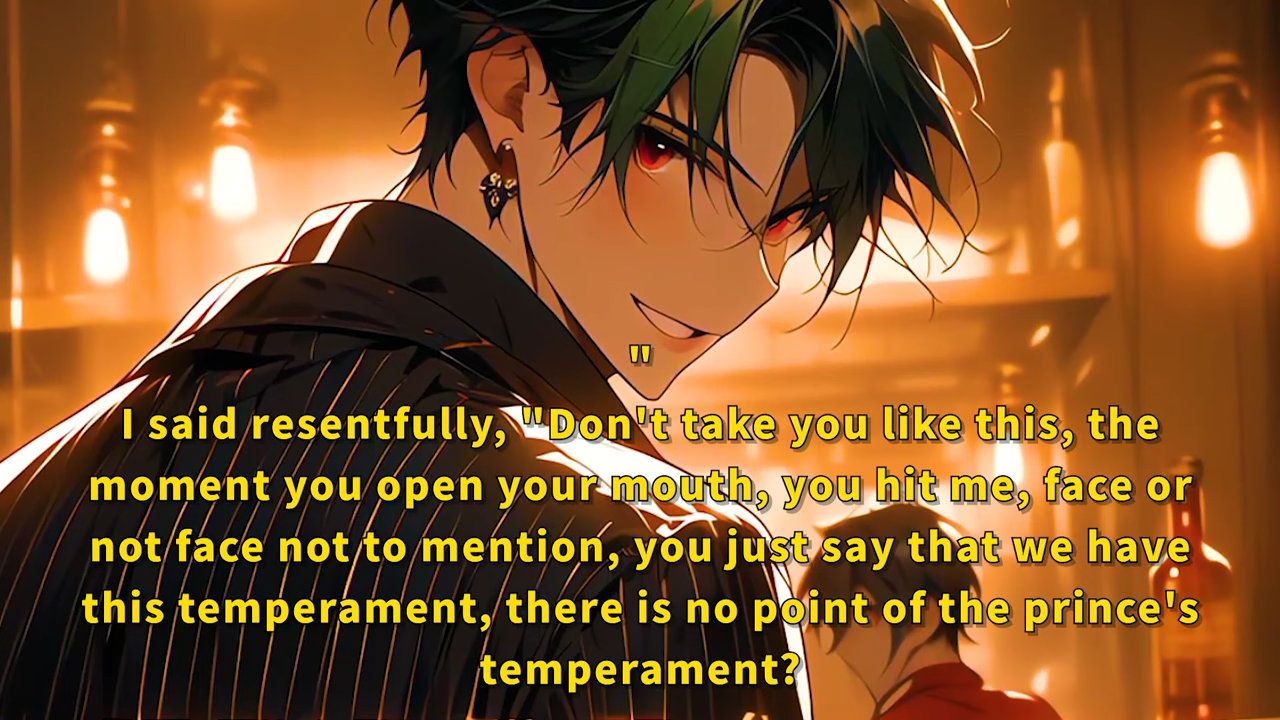 "
I said resentfully, "Don't take you like this, the
moment you open your mouth, you hit me, face or
not face not to mention, you just say that we have
this temperament, there is no point of the prince's
temperament?